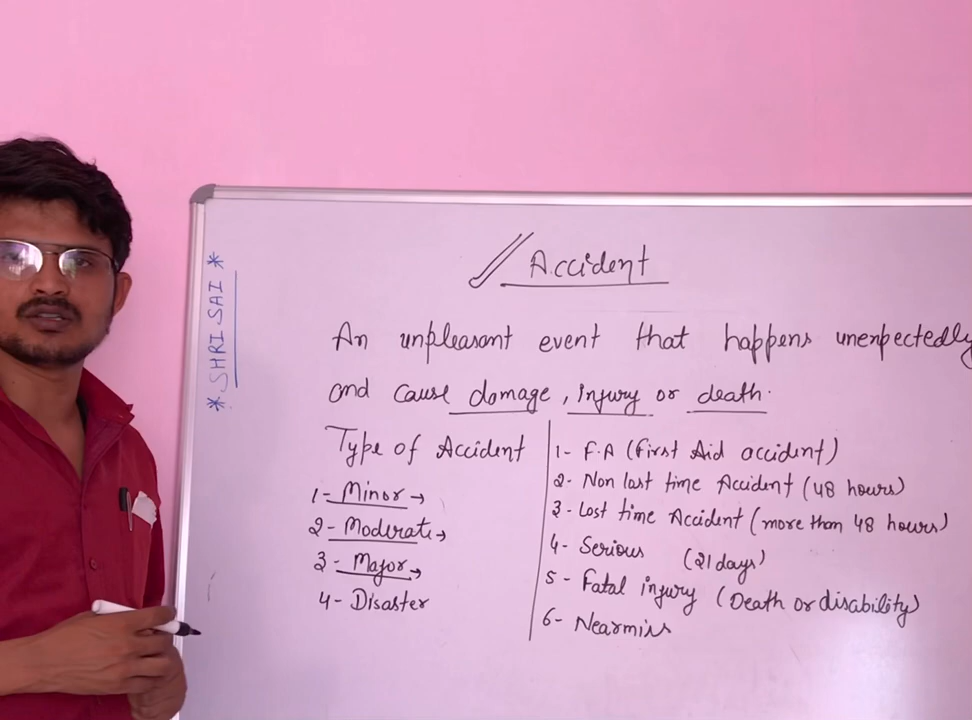 *SHRI SAI*
Accident
An unpleasant event that happens unexpectedly
and cause damage, injury or death.
Type of Accident
1- Minor →
2- Moderate →
3- Major →
4- Disaster
1- F.A (First Aid accident)
2- Non last time Accident (48 hours)
3- Lost time Accident (more than 48 hours)
4- Serious (21 days)
5- Fatal injury (Death or disability)
6- Nearmiss